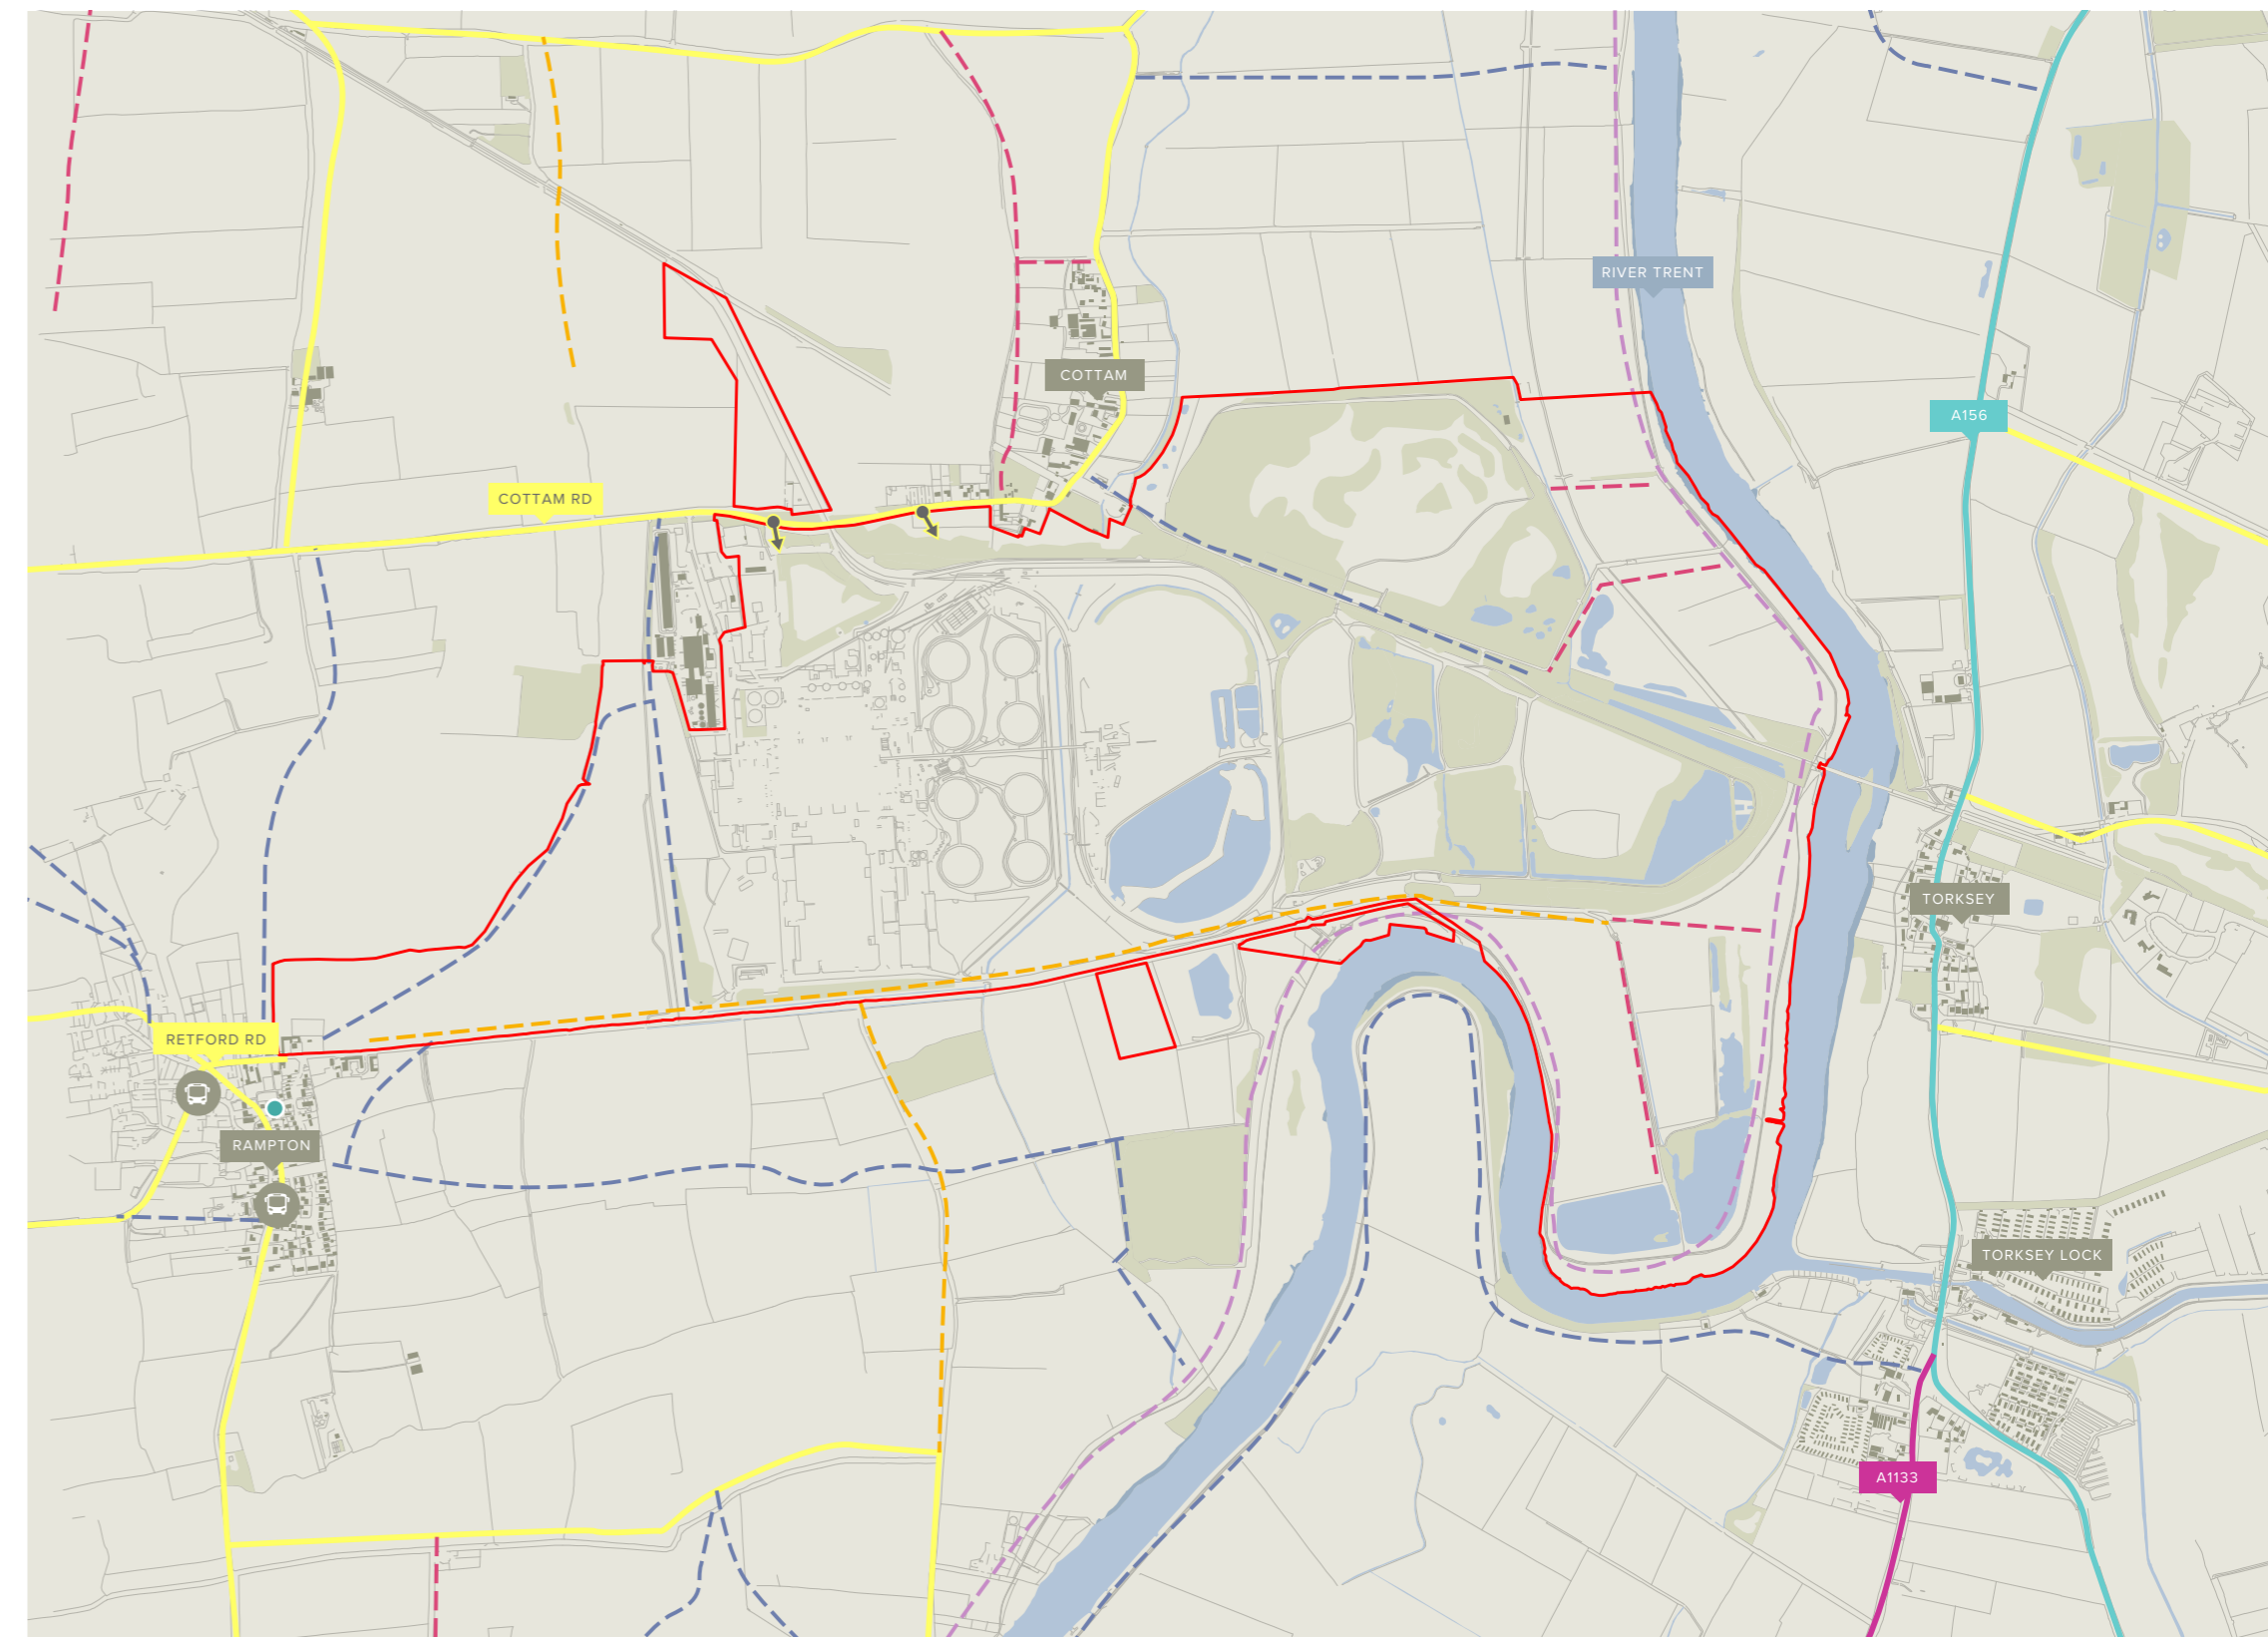 RIVER TRENT
COTTAM
A156
COTTAM RD
TORKSEY
RETFORD RD
RAMPTON
TORKSEY LOCK
A1133